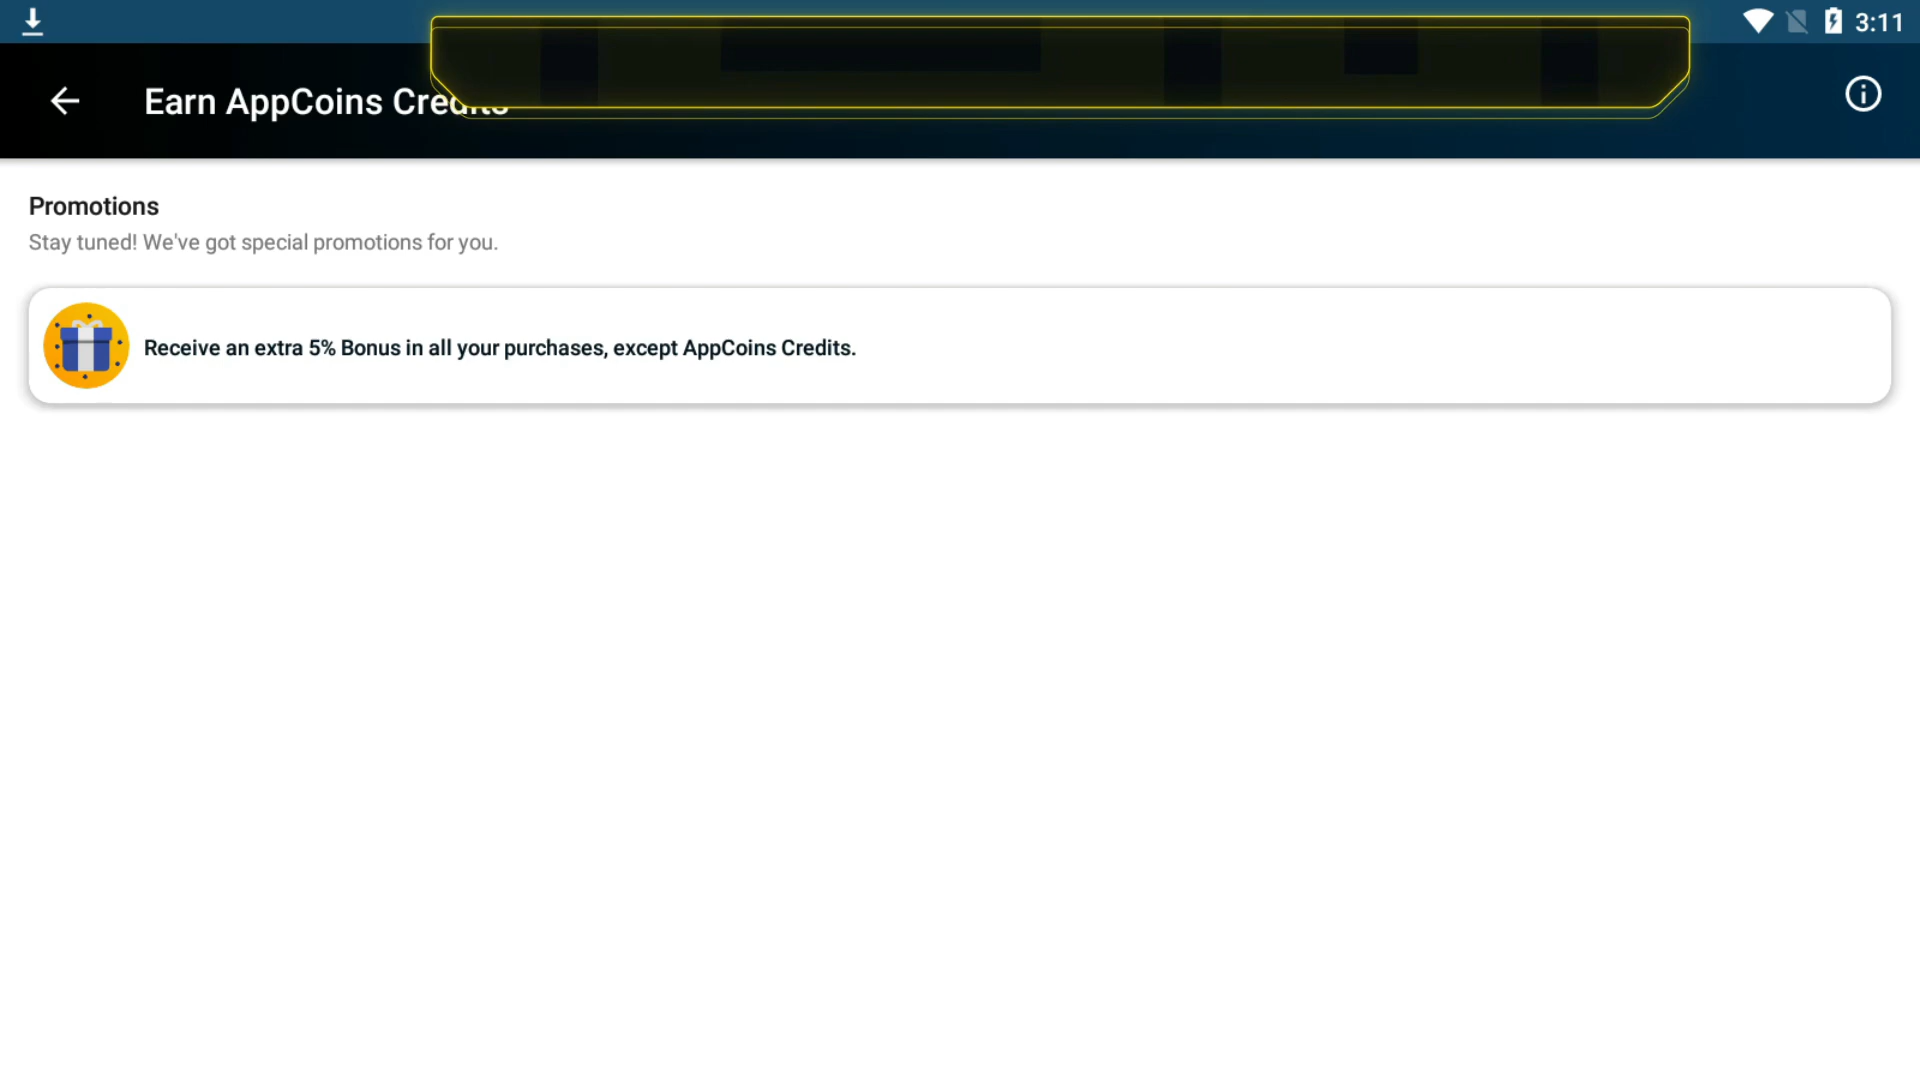 3:11
Earn AppCoins Credits
Promotions
Stay tuned! We've got special promotions for you.
Receive an extra 5% Bonus in all your purchases, except AppCoins Credits.